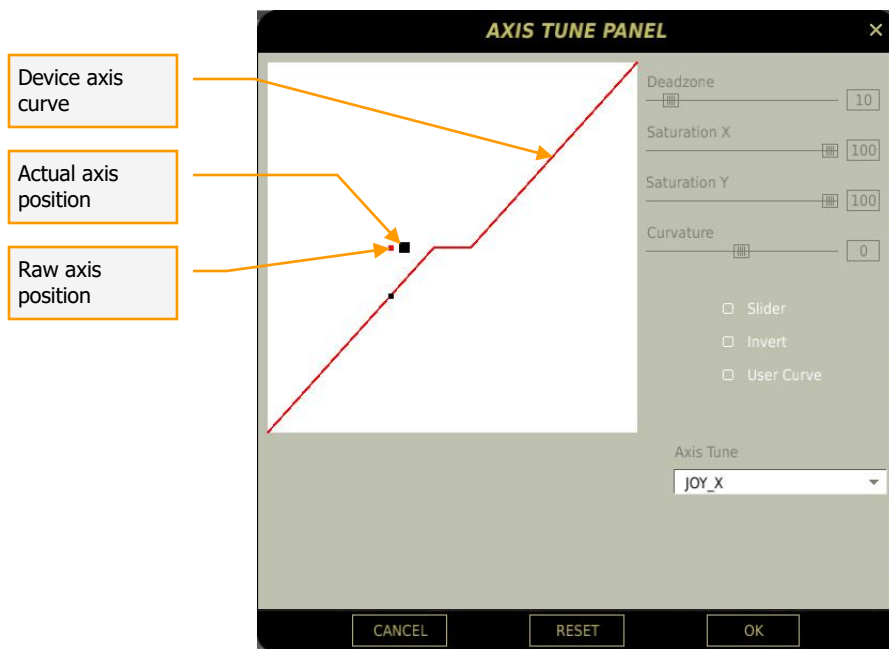 AXIS TUNE PANEL
×
Device axis
curve
Actual axis
position
Raw axis
position
Deadzone
10
Saturation X
100
Saturation Y
100
Curvature
0
Slider
Invert
User Curve
Axis Tune
JOY_X
CANCEL
RESET
OK